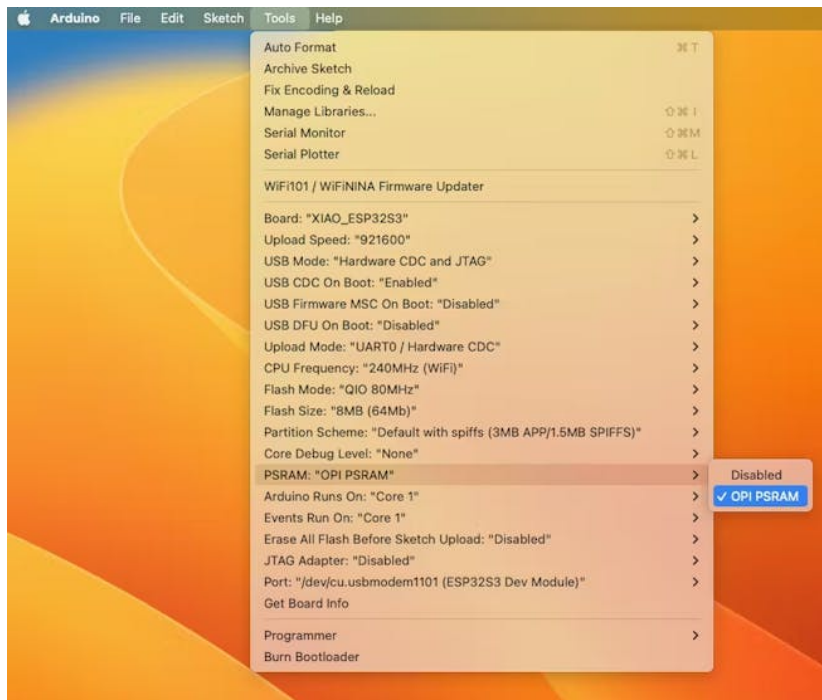 Arduino File Edit Sketch Tools Help
Auto Format ⌘ T
Archive Sketch
Fix Encoding & Reload
Manage Libraries... ⇧ ⌘ I
Serial Monitor ⇧ ⌘ M
Serial Plotter ⇧ ⌘ L
WiFi101 / WiFiNINA Firmware Updater
Board: "XIAO_ESP32S3"
Upload Speed: "921600"
USB Mode: "Hardware CDC and JTAG"
USB CDC On Boot: "Enabled"
USB Firmware MSC On Boot: "Disabled"
USB DFU On Boot: "Disabled"
Upload Mode: "UART0 / Hardware CDC"
CPU Frequency: "240MHz (WiFi)"
Flash Mode: "QIO 80MHz"
Flash Size: "8MB (64Mb)"
Partition Scheme: "Default with spiffs (3MB APP/1.5MB SPIFFS)"
Core Debug Level: "None"
PSRAM: "OPI PSRAM" Disabled
Arduino Runs On: "Core 1" ✓ OPI PSRAM
Events Run On: "Core 1"
Erase All Flash Before Sketch Upload: "Disabled"
JTAG Adapter: "Disabled"
Port: "/dev/cu.usbmodem1101 (ESP32S3 Dev Module)"
Get Board Info
Programmer
Burn Bootloader